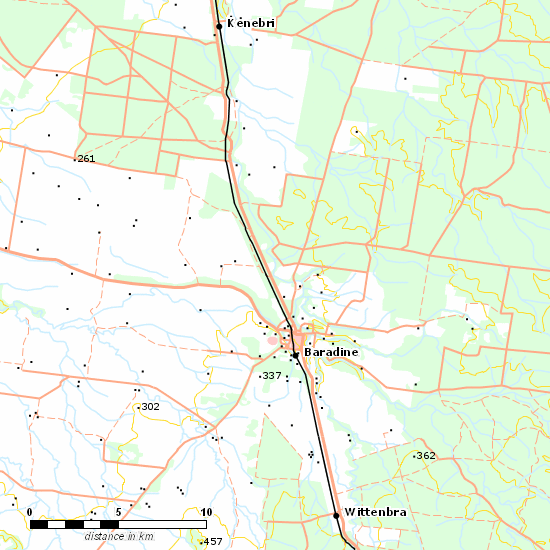 Kenebri
261
Baradine
337
302
362
Wittenbra
0 5 10
distance in km
457